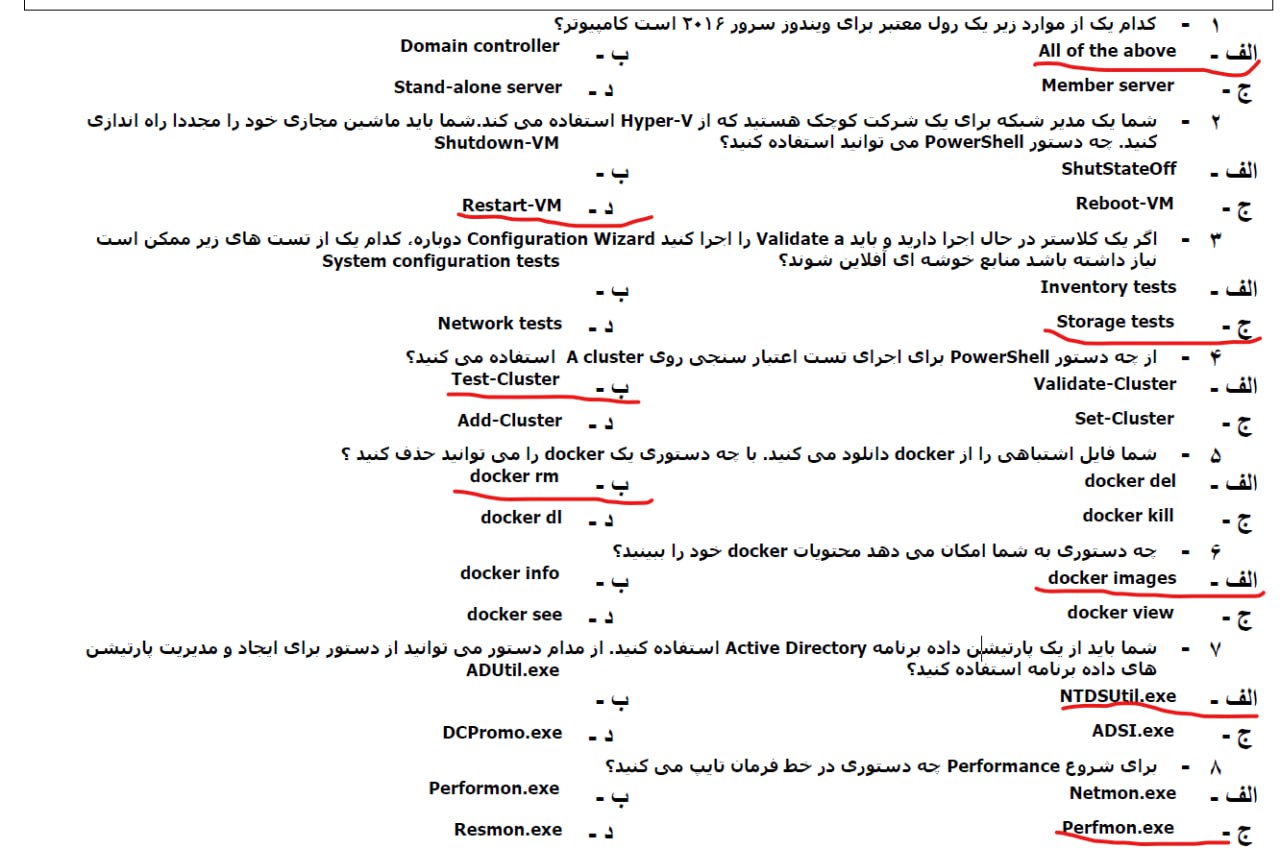 ۱ - کدام یک از موارد زیر یک رول معتبر برای ویندوز سرور ۲۰۱۶ است کامپیوتر؟
الف - All of the above ب - Domain controller
ج - Member server د - Stand-alone server
۲ - شما یک مدیر شبکه برای یک شرکت کوچک هستید که از Hyper-V استفاده می کند.شما باید ماشین مجازی خود را مجددا راه اندازی
کنید. چه دستور PowerShell می توانید استفاده کنید؟
الف - ShutStateOff ب - Shutdown-VM
ج - Reboot-VM د - Restart-VM
۳ - اگر یک کلاستر در حال اجرا دارید و باید Validate a را اجرا کنید Configuration Wizard دوباره، کدام یک از تست های زیر ممکن است
نیاز داشته باشد منابع خوشه ای آفلاین شوند؟
الف - Inventory tests ب - System configuration tests
ج - Storage tests د - Network tests
۴ - از چه دستور PowerShell برای اجرای تست اعتبار سنجی روی A cluster استفاده می کنید؟
الف - Validate-Cluster ب - Test-Cluster
ج - Set-Cluster د - Add-Cluster
۵ - شما فایل اشتباهی را از docker دانلود می کنید. با چه دستوری یک docker را می توانید حذف کنید ؟
الف - docker del ب - docker rm
ج - docker kill د - docker dl
۶ - چه دستوری به شما امکان می دهد محتویات docker خود را ببینید؟
الف - docker images ب - docker info
ج - docker view د - docker see
۷ - شما باید از یک پارتیشن داده برنامه Active Directory استفاده کنید. از مدام دستور می توانید از دستور برای ایجاد و مدیریت پارتیشن
های داده برنامه استفاده کنید؟
الف - NTDSUtil.exe ب - ADUtil.exe
ج - ADSI.exe د - DCPromo.exe
۸ - برای شروع Performance چه دستوری در خط فرمان تایپ می کنید؟
الف - Netmon.exe ب - Performon.exe
ج - Perfmon.exe د - Resmon.exe